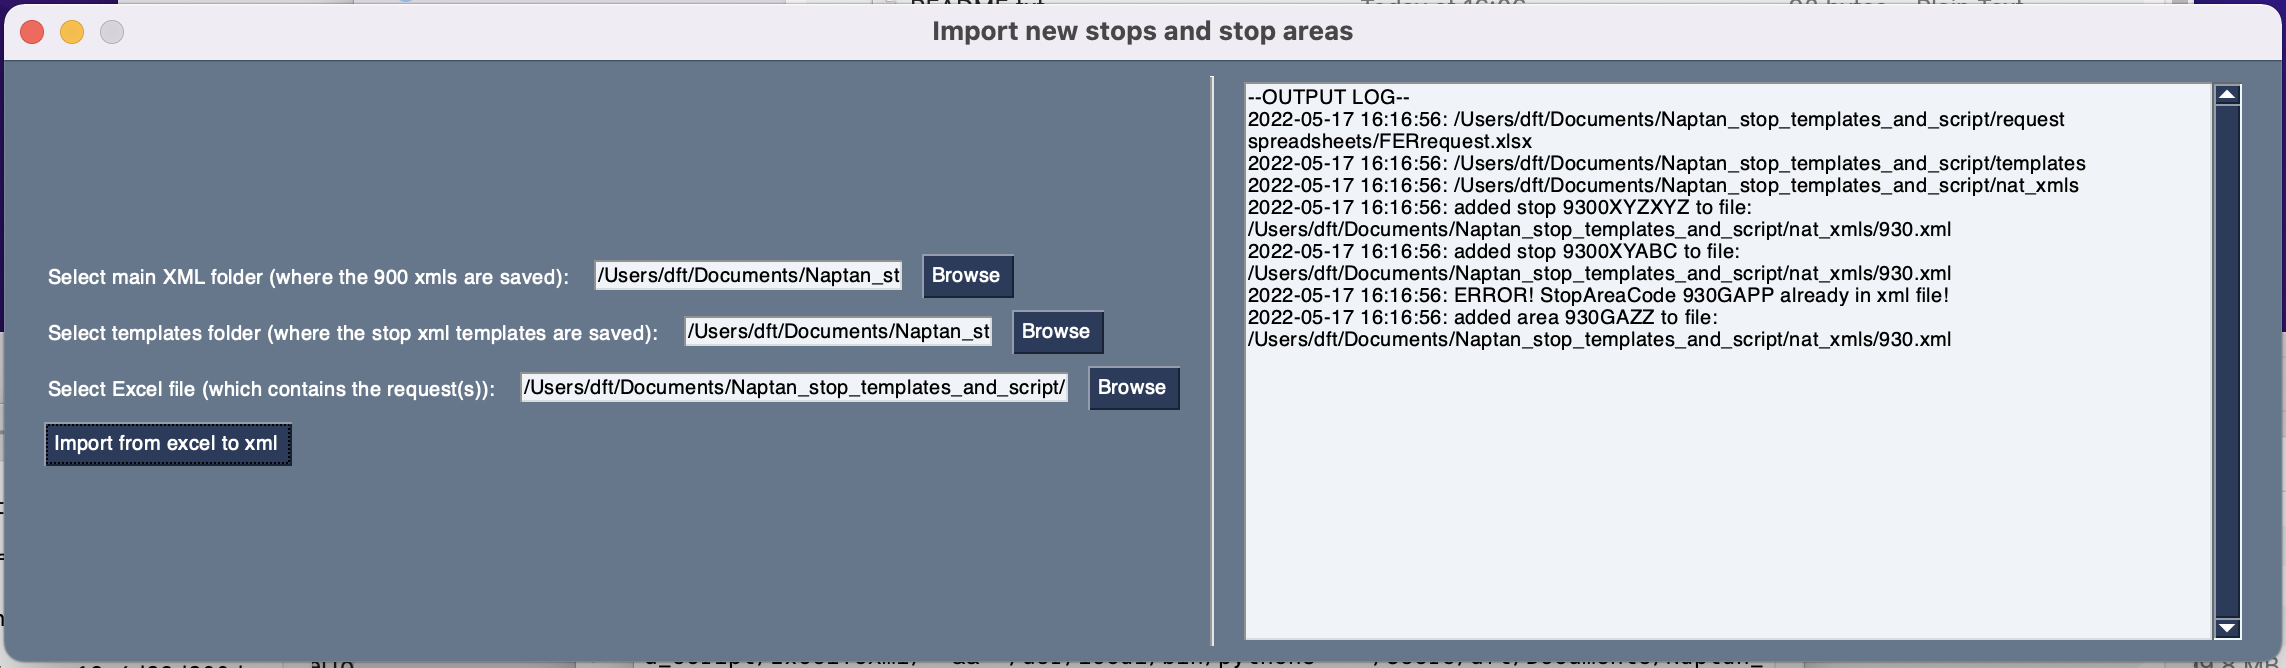 Import new stops and stop areas
Select main XML folder (where the 900 xmls are saved): /Users/dft/Documents/Naptan_st Browse
Select templates folder (where the stop xml templates are saved): /Users/dft/Documents/Naptan_st Browse
Select Excel file (which contains the request(s)): /Users/dft/Documents/Naptan_stop_templates_and_script/ Browse
Import from excel to xml
--OUTPUT LOG--
2022-05-17 16:16:56: /Users/dft/Documents/Naptan_stop_templates_and_script/request
spreadsheets/FERrequest.xlsx
2022-05-17 16:16:56: /Users/dft/Documents/Naptan_stop_templates_and_script/templates
2022-05-17 16:16:56: /Users/dft/Documents/Naptan_stop_templates_and_script/nat_xmls
2022-05-17 16:16:56: added stop 9300XYZXYZ to file:
/Users/dft/Documents/Naptan_stop_templates_and_script/nat_xmls/930.xml
2022-05-17 16:16:56: added stop 9300XYABC to file:
/Users/dft/Documents/Naptan_stop_templates_and_script/nat_xmls/930.xml
2022-05-17 16:16:56: ERROR! StopAreaCode 930GAPP already in xml file!
2022-05-17 16:16:56: added area 930GAZZ to file:
/Users/dft/Documents/Naptan_stop_templates_and_script/nat_xmls/930.xml